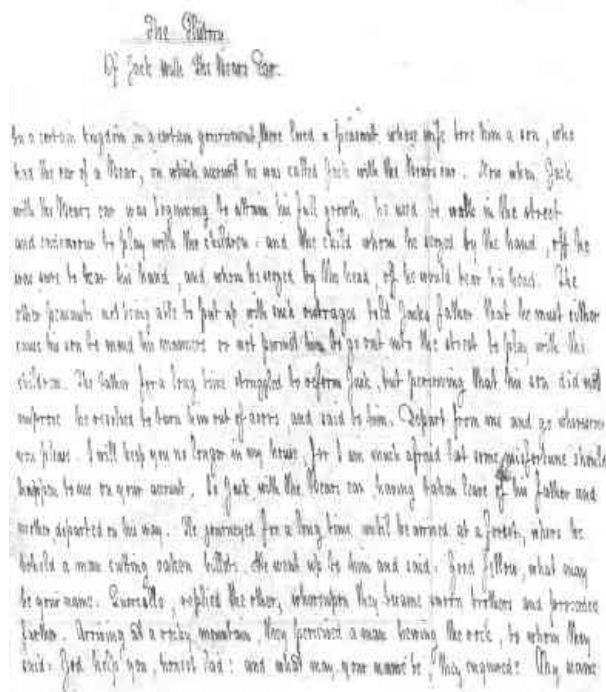 The History
Of Jack with the Bears Ear.
In a certain kingdom in a certain government, there lived a peasant whose wife bore him a son, who
had the ear of a Bear, on which account he was called Jack with the Bears ear. Now when Jack
with the Bears ear was beginning to attain his full growth he used to walk in the street
and endeavour to play with the children: and the child whom he seized by the hand, off he
was sure to tear his hand, and whom he seized by the head, off he would tear his head. The
other peasants not being able to put up with such outrages told Jacks father that he must either
cause his son to mend his manners or not permit him to go out into the street to play with the
children. The father for a long time struggled to reform Jack, but perceiving that his son did not
improve he resolved to turn him out of doors and said to him. Depart from me and go wheresoever
you please. I will keep you no longer in my house, for I am much afraid lest some misfortune should
happen to me on your account. So Jack with the Bears ear, having taken leave of his father and
mother departed on his way. He journeyed for a long time until he arrived at a forest, where he
beheld a man cutting oaken billets. He went up to him and said. Good fellow, what may
be your name. replied the other, whereupon they became sworn brothers and proceeded
further. Arriving at a rocky mountain, they perceived a man hewing the rock, to whom they
said. God help you, honest lad: and what may your name be, they enquired: My name